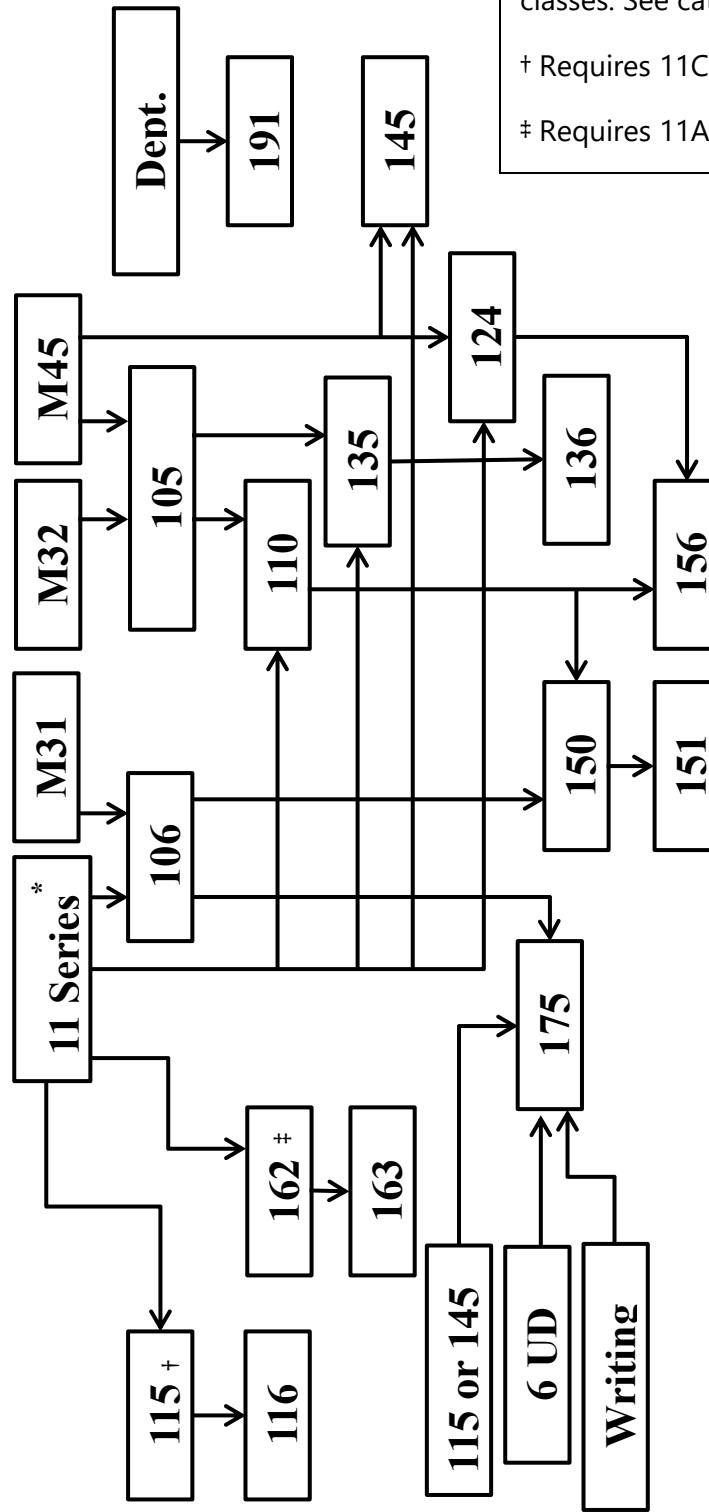 11 Series *
M31
M32
M45
115 †
106
105
Dept.
116
162 ‡
110
191
163
135
145
115 or 145
124
6 UD
175
150
136
Writing
151
156
classes. See cat
† Requires 11C
‡ Requires 11A